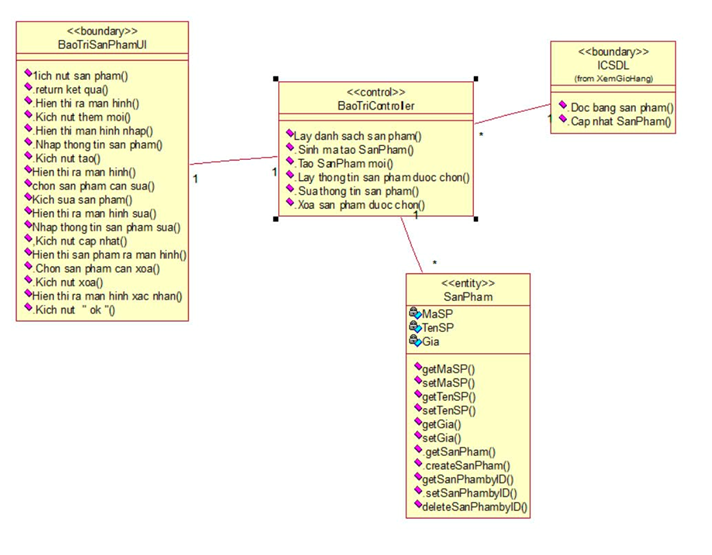 <<boundary>>
BaoTriSanPhamUI
1ich nut san pham()
return ket qua()
.Hien thi ra man hinh()
.Kich nut them moi()
.Hien thi man hinh nhap()
.Nhap thong tin san pham()
.Kich nut tao()
Hien thi ra man hinh()
chon san pham can sua()
Kich sua san pham()
Hien thi ra man hinh sua()
Nhap thong tin san pham sua()
.Kich nut cap nhat()
Hien thi san pham ra man hinh()
.Chon san pham can xoa()
.Kich nut xoa()
Hien thi ra man hinh xac nhan()
.Kich nut " ok "()
1
1
<<control>>
BaoTriController
Lay danh sach san pham()
.Sinh ma tao SanPham()
.Tao SanPham moi()
.Lay thong tin san pham duoc chon()
.Sua thong tin san pham()
.Xoa san pham duoc chon()
1
*
*
1
<<boundary>>
ICSDL
(from XemGioHang)
.Doc bang san pham()
.Cap nhat SanPham()
<<entity>>
SanPham
MaSP
TenSP
Gia
getMaSP()
setMaSP()
getTenSP()
setTenSP()
getGia()
setGia()
.getSanPham()
.createSanPham()
getSanPhambyID()
.setSanPhambyID()
deleteSanPhambyID()